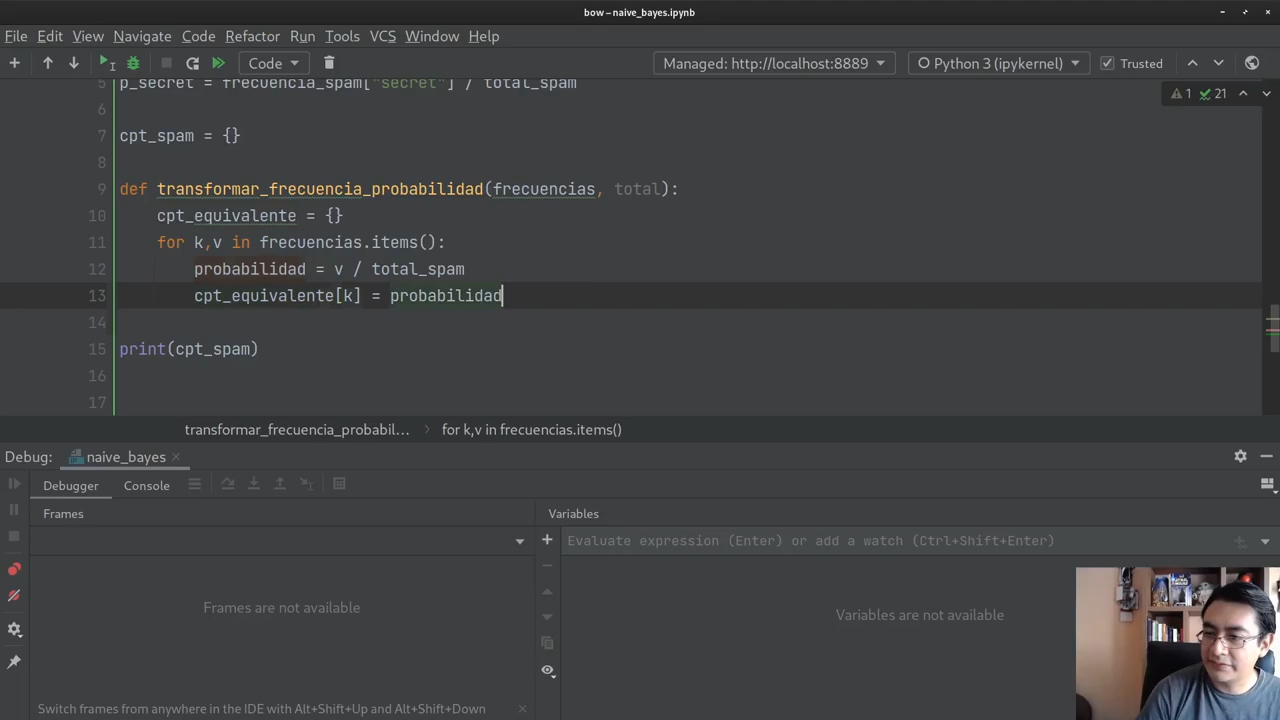 bow – naive_bayes.ipynb
File Edit View Navigate Code Refactor Run Tools VCS Window Help
Code Managed: http://localhost:8889 Python 3 (ipykernel) Trusted
5 p_secret = frecuencia_spam["secret"] / total_spam
1 21
6
7 cpt_spam = {}
8
9 def transformar_frecuencia_probabilidad(frecuencias, total):
10 cpt_equivalente = {}
11 for k,v in frecuencias.items():
12 probabilidad = v / total_spam
13 cpt_equivalente[k] = probabilidad
14
15 print(cpt_spam)
16
17
transformar_frecuencia_probabil... for k,v in frecuencias.items()
Debug: naive_bayes
Debugger Console
Frames Variables
Evaluate expression (Enter) or add a watch (Ctrl+Shift+Enter)
Frames are not available
Variables are not available
Switch frames from anywhere in the IDE with Alt+Shift+Up and Alt+Shift+Down